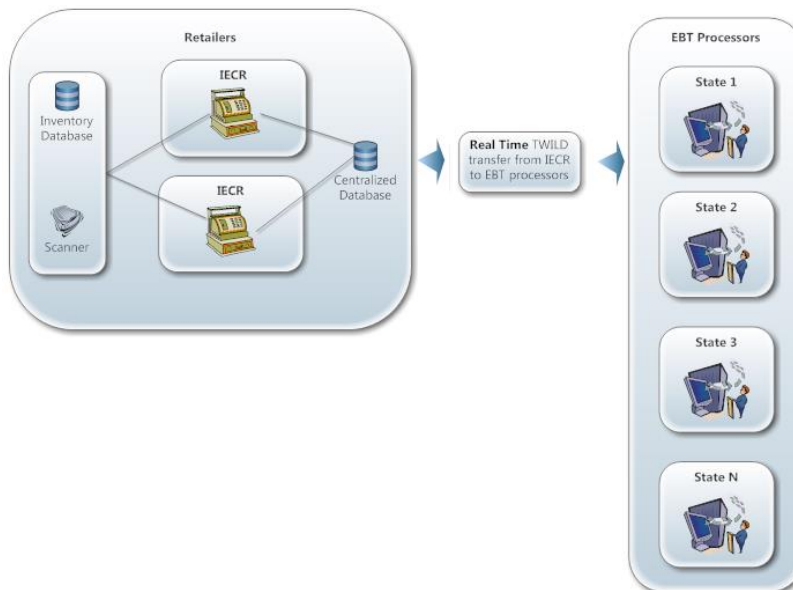 Retailers
IECR
Inventory
Database
Scanner
IECR
Centralized
Database
Real Time TWILD
transfer from IECR
to EBT processors
EBT Processors
State 1
State 2
State 3
State N